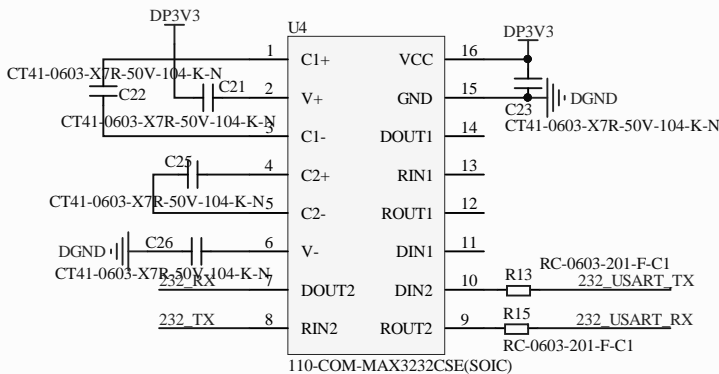 DP3V3
U4
DP3V3
1 C1+ VCC 16
CT41-0603-X7R-50V-104-K-N
C22
C21
2 V+ GND 15
C23
DGND
CT41-0603-X7R-50V-104-K-N
CT41-0603-X7R-50V-104-K-N
3 C1- DOUT1 14
C25
4 C2+ RIN1 13
CT41-0603-X7R-50V-104-K-N
5 C2- ROUT1 12
DGND
C26
6 V- DIN1 11
CT41-0603-X7R-50V-104-K-N
R13
RC-0603-201-F-C1
232_RX
7 DOUT2 DIN2 10
232_USART_TX
232_TX
8 RIN2 ROUT2 9
R15
232_USART_RX
RC-0603-201-F-C1
110-COM-MAX3232CSE(SOIC)